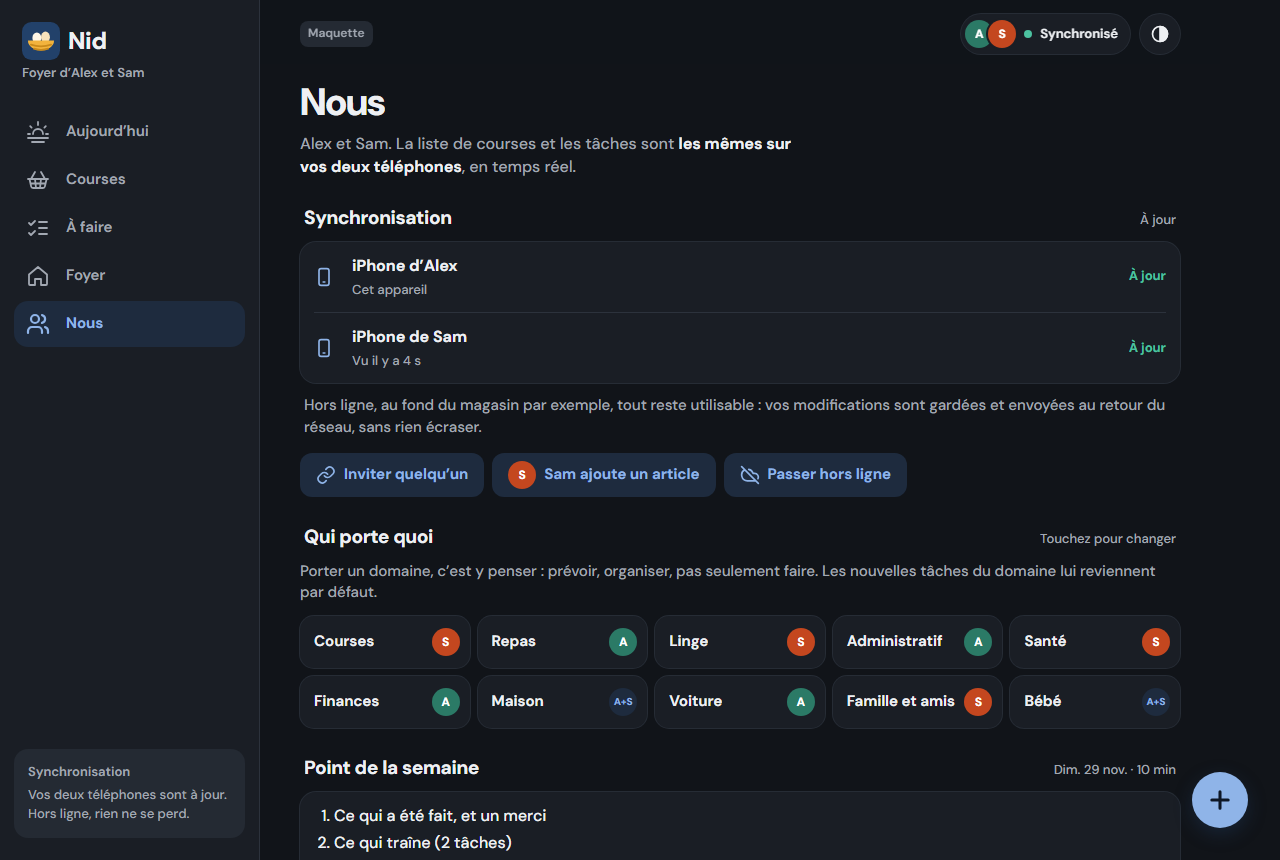 Nid
Foyer d’Alex et Sam
Aujourd’hui
Courses
À faire
Foyer
Nous
Synchronisation
Vos deux téléphones sont à jour.
Hors ligne, rien ne se perd.
Maquette
A S Synchronisé
Nous
Alex et Sam. La liste de courses et les tâches sont les mêmes sur
vos deux téléphones, en temps réel.
Synchronisation
À jour
iPhone d’Alex
Cet appareil
À jour
iPhone de Sam
Vu il y a 4 s
À jour
Hors ligne, au fond du magasin par exemple, tout reste utilisable : vos modifications sont gardées et envoyées au retour du
réseau, sans rien écraser.
Inviter quelqu’un
S Sam ajoute un article
Passer hors ligne
Qui porte quoi
Touchez pour changer
Porter un domaine, c’est y penser : prévoir, organiser, pas seulement faire. Les nouvelles tâches du domaine lui reviennent
par défaut.
Courses S
Repas A
Linge S
Administratif A
Santé S
Finances A
Maison A+S
Voiture A
Famille et amis S
Bébé A+S
Point de la semaine
Dim. 29 nov. · 10 min
1. Ce qui a été fait, et un merci
2. Ce qui traîne (2 tâches)